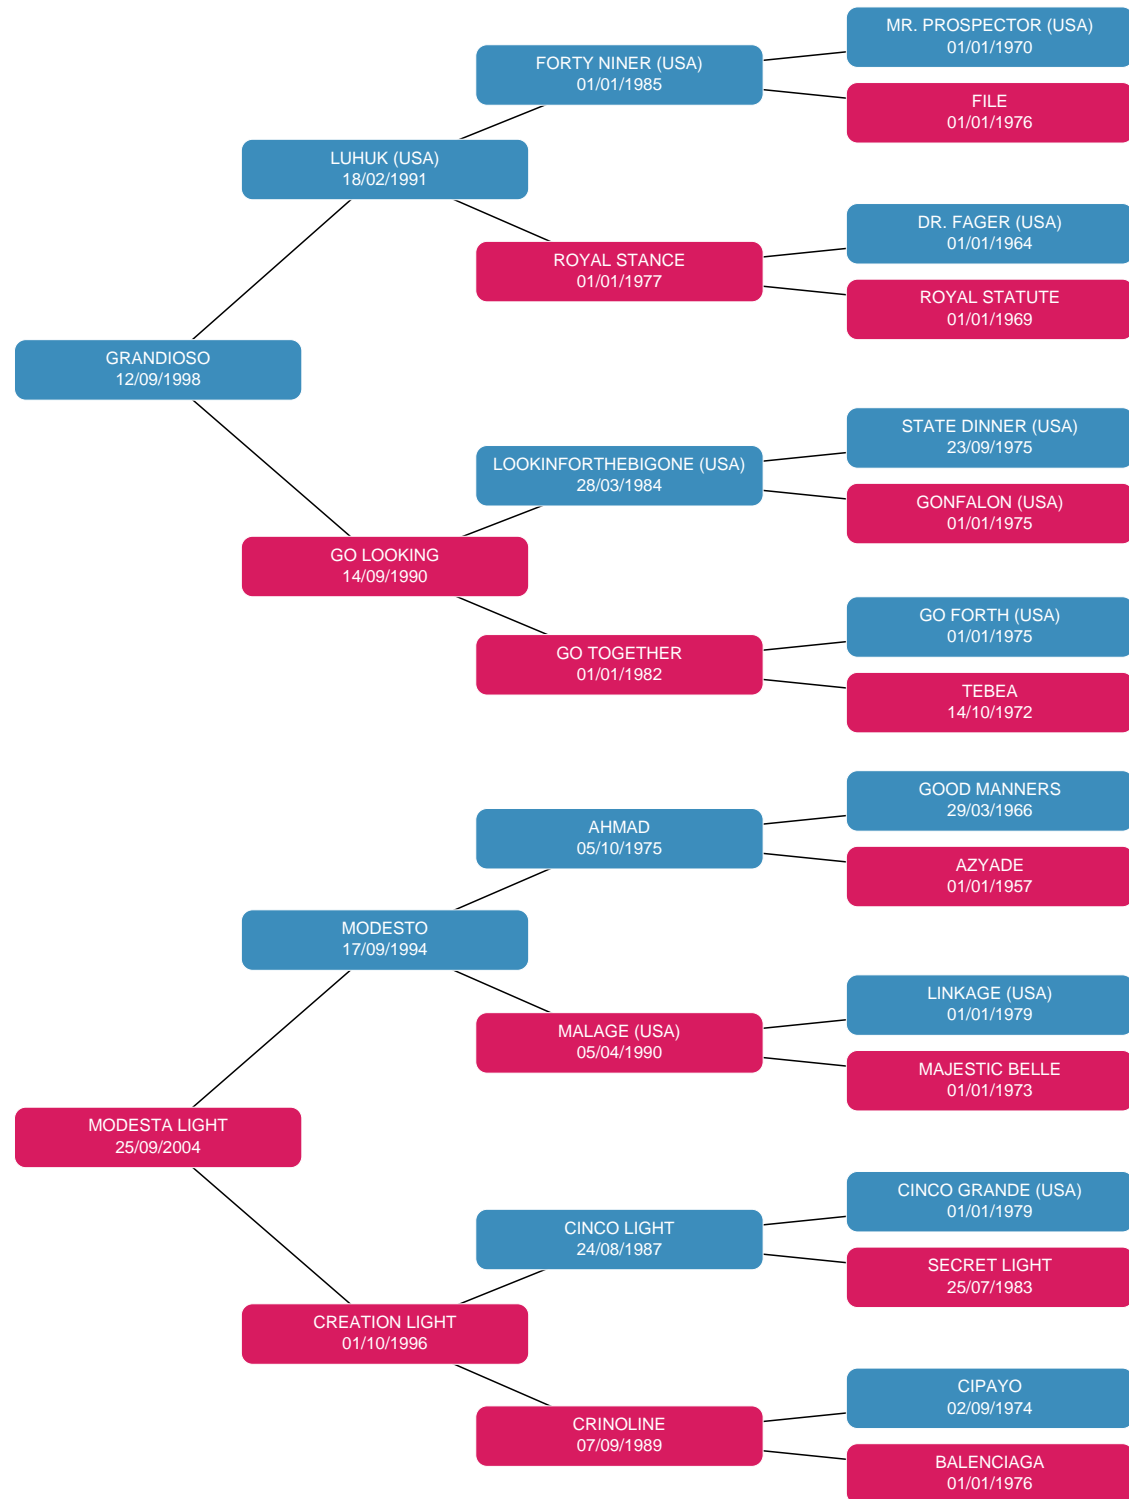 MR. PROSPECTOR (USA)
01/01/1970
FORTY NINER (USA)
01/01/1985
FILE
01/01/1976
LUHUK (USA)
18/02/1991
DR. FAGER (USA)
01/01/1964
ROYAL STANCE
01/01/1977
ROYAL STATUTE
01/01/1969
GRANDIOSO
12/09/1998
STATE DINNER (USA)
23/09/1975
LOOKINFORTHEBIGONE (USA)
28/03/1984
GONFALON (USA)
01/01/1975
GO LOOKING
14/09/1990
GO FORTH (USA)
01/01/1975
GO TOGETHER
01/01/1982
TEBEA
14/10/1972
GOOD MANNERS
29/03/1966
AHMAD
05/10/1975
AZYADE
01/01/1957
MODESTO
17/09/1994
LINKAGE (USA)
01/01/1979
MALAGE (USA)
05/04/1990
MAJESTIC BELLE
01/01/1973
MODESTA LIGHT
25/09/2004
CINCO GRANDE (USA)
01/01/1979
CINCO LIGHT
24/08/1987
SECRET LIGHT
25/07/1983
CREATION LIGHT
01/10/1996
CIPAYO
02/09/1974
CRINOLINE
07/09/1989
BALENCIAGA
01/01/1976